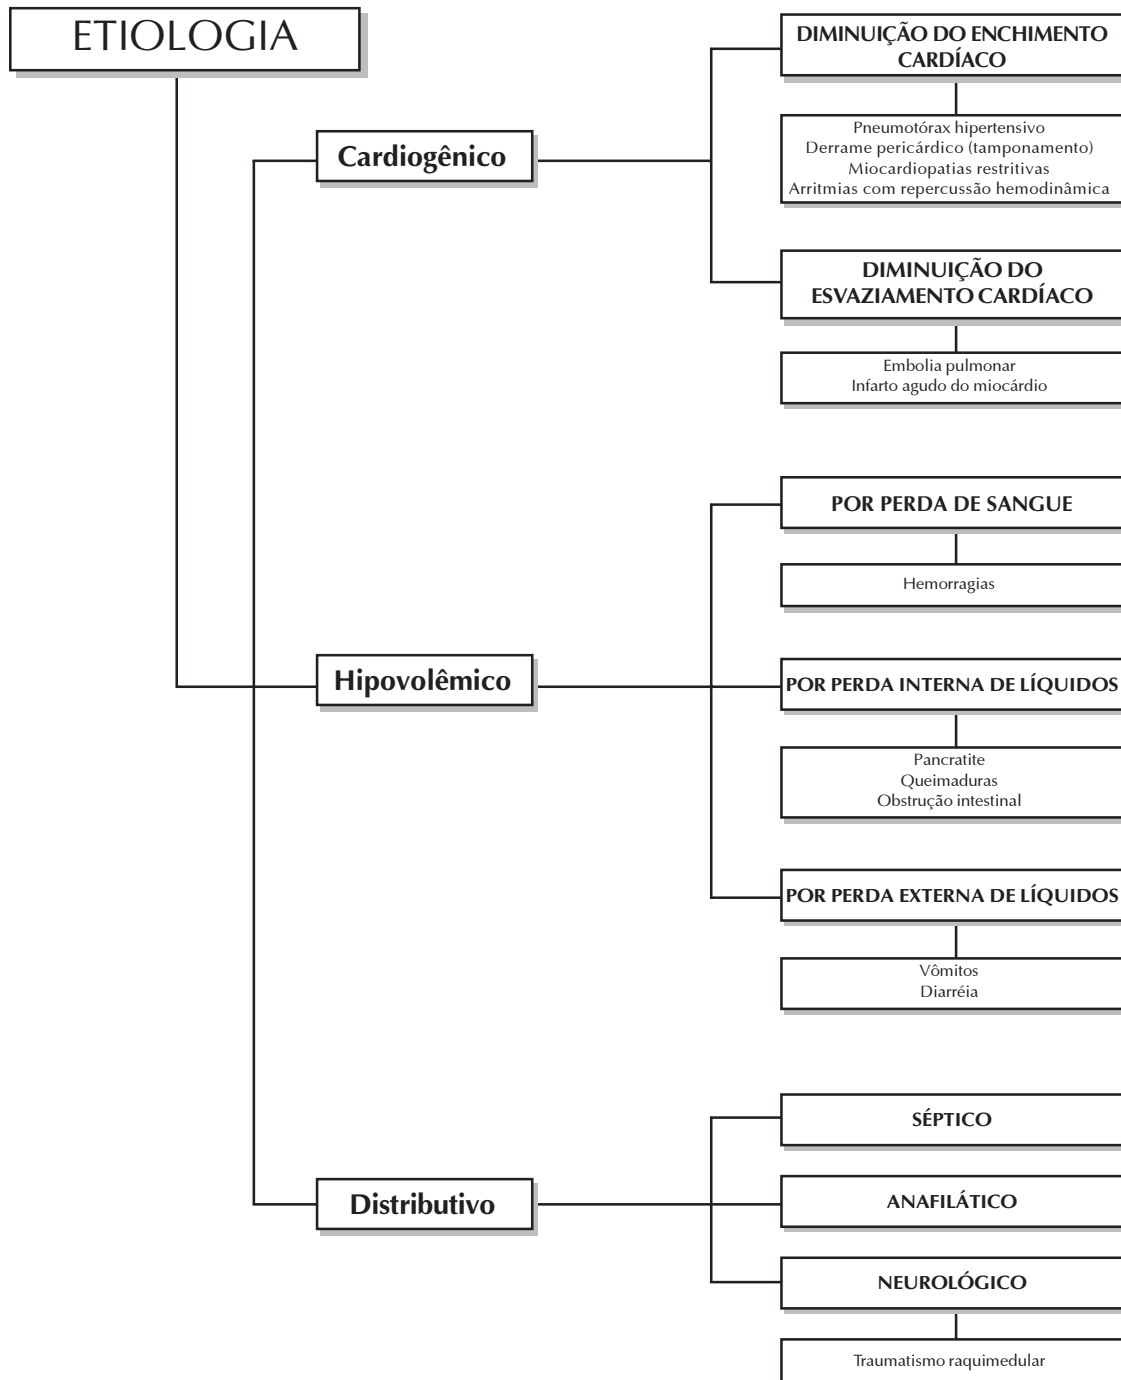 ETIOLOGIA
DIMINUIÇÃO DO ENCHIMENTO
CARDÍACO
Pneumotórax hipertensivo
Derrame pericárdico (tamponamento)
Miocardiopatias restritivas
Arritmias com repercussão hemodinâmica
Cardiogênico
DIMINUIÇÃO DO
ESVAZIAMENTO CARDÍACO
Embolia pulmonar
Infarto agudo do miocárdio
POR PERDA DE SANGUE
Hemorragias
Hipovolêmico
POR PERDA INTERNA DE LÍQUIDOS
Pancratite
Queimaduras
Obstrução intestinal
POR PERDA EXTERNA DE LÍQUIDOS
Vômitos
Diarréia
SÉPTICO
Distributivo
ANAFILÁTICO
NEUROLÓGICO
Traumatismo raquimedular